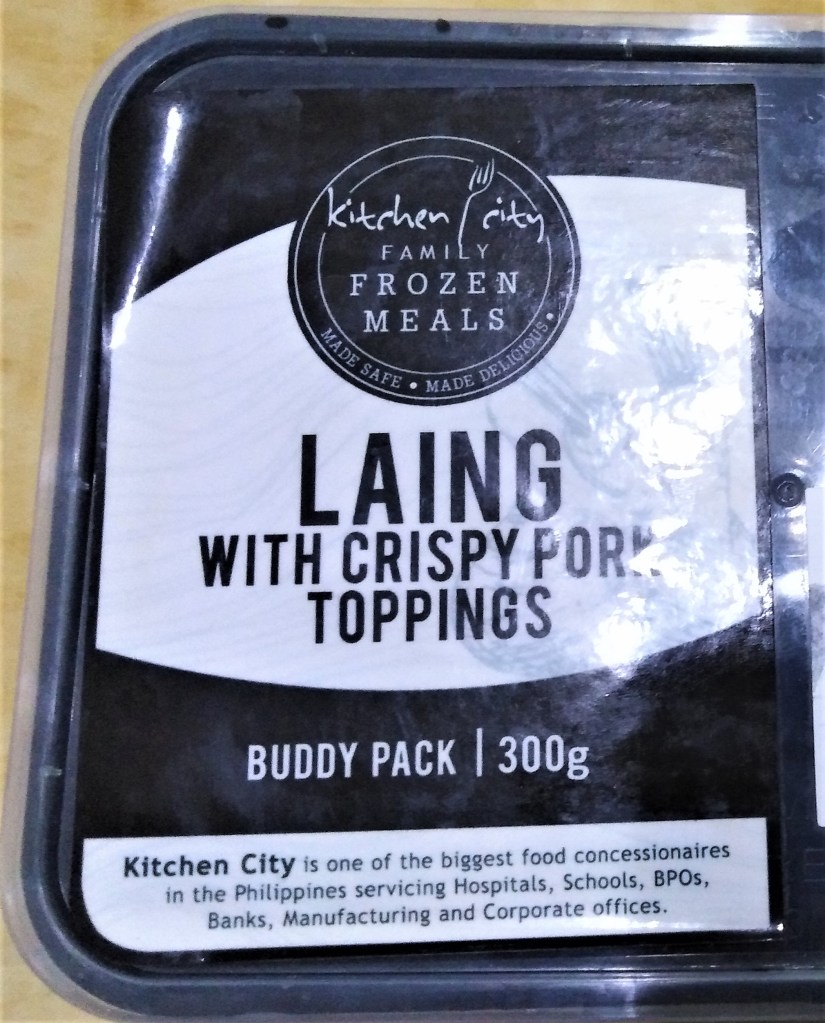 kitchen city
FAMILY
FROZEN
MEALS
MADE SAFE • MADE DELICIOUS •
LAING
WITH CRISPY PORK
TOPPINGS
BUDDY PACK | 300g
Kitchen City is one of the biggest food concessionaires
in the Philippines servicing Hospitals, Schools, BPOs,
Banks, Manufacturing and Corporate offices.